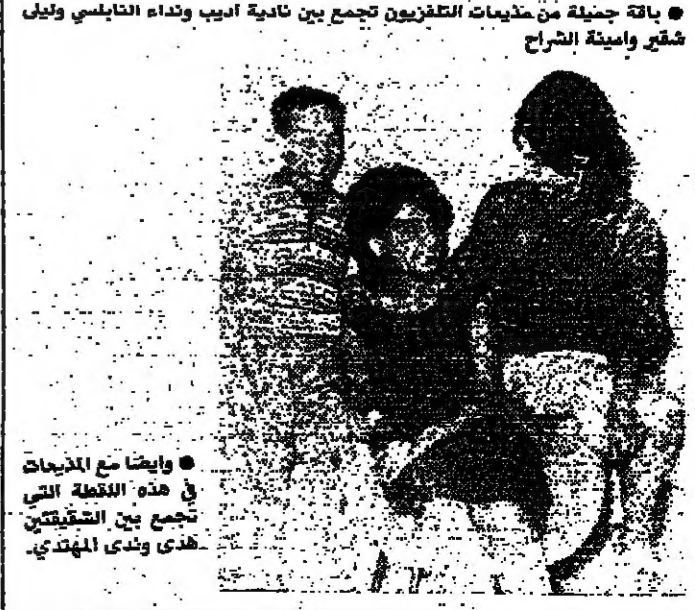 ● باقة جميلة من مذيعات التلفزيون تجمع بين نادية اديب ونداء النابلسي وليلى
شقير وامينة الشراح
● وايضا مع المذيعات
في هذه اللقطة التي
تجمع بين الشقيقتين
هدى وندى المهتدي.